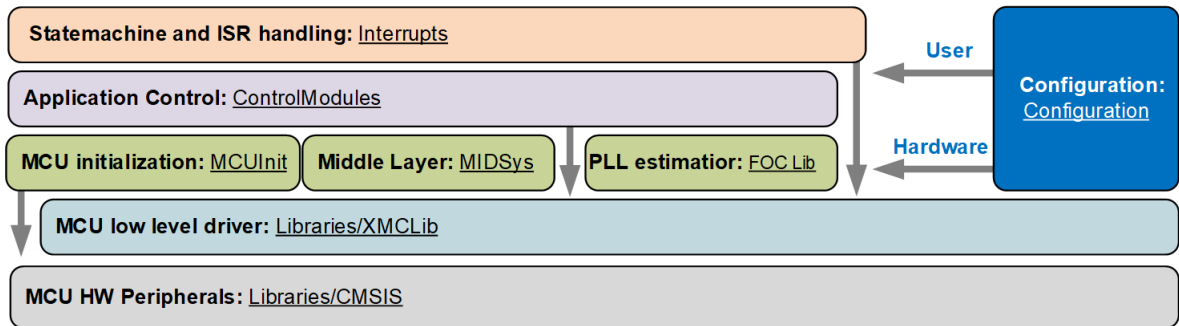 Statemachine and ISR handling: Interrupts
User
Application Control: ControlModules
Configuration:
Configuration
MCU initialization: MCUInit
Middle Layer: MIDSys
PLL estimatior: FOC Lib
Hardware
MCU low level driver: Libraries/XMCLib
MCU HW Peripherals: Libraries/CMSIS